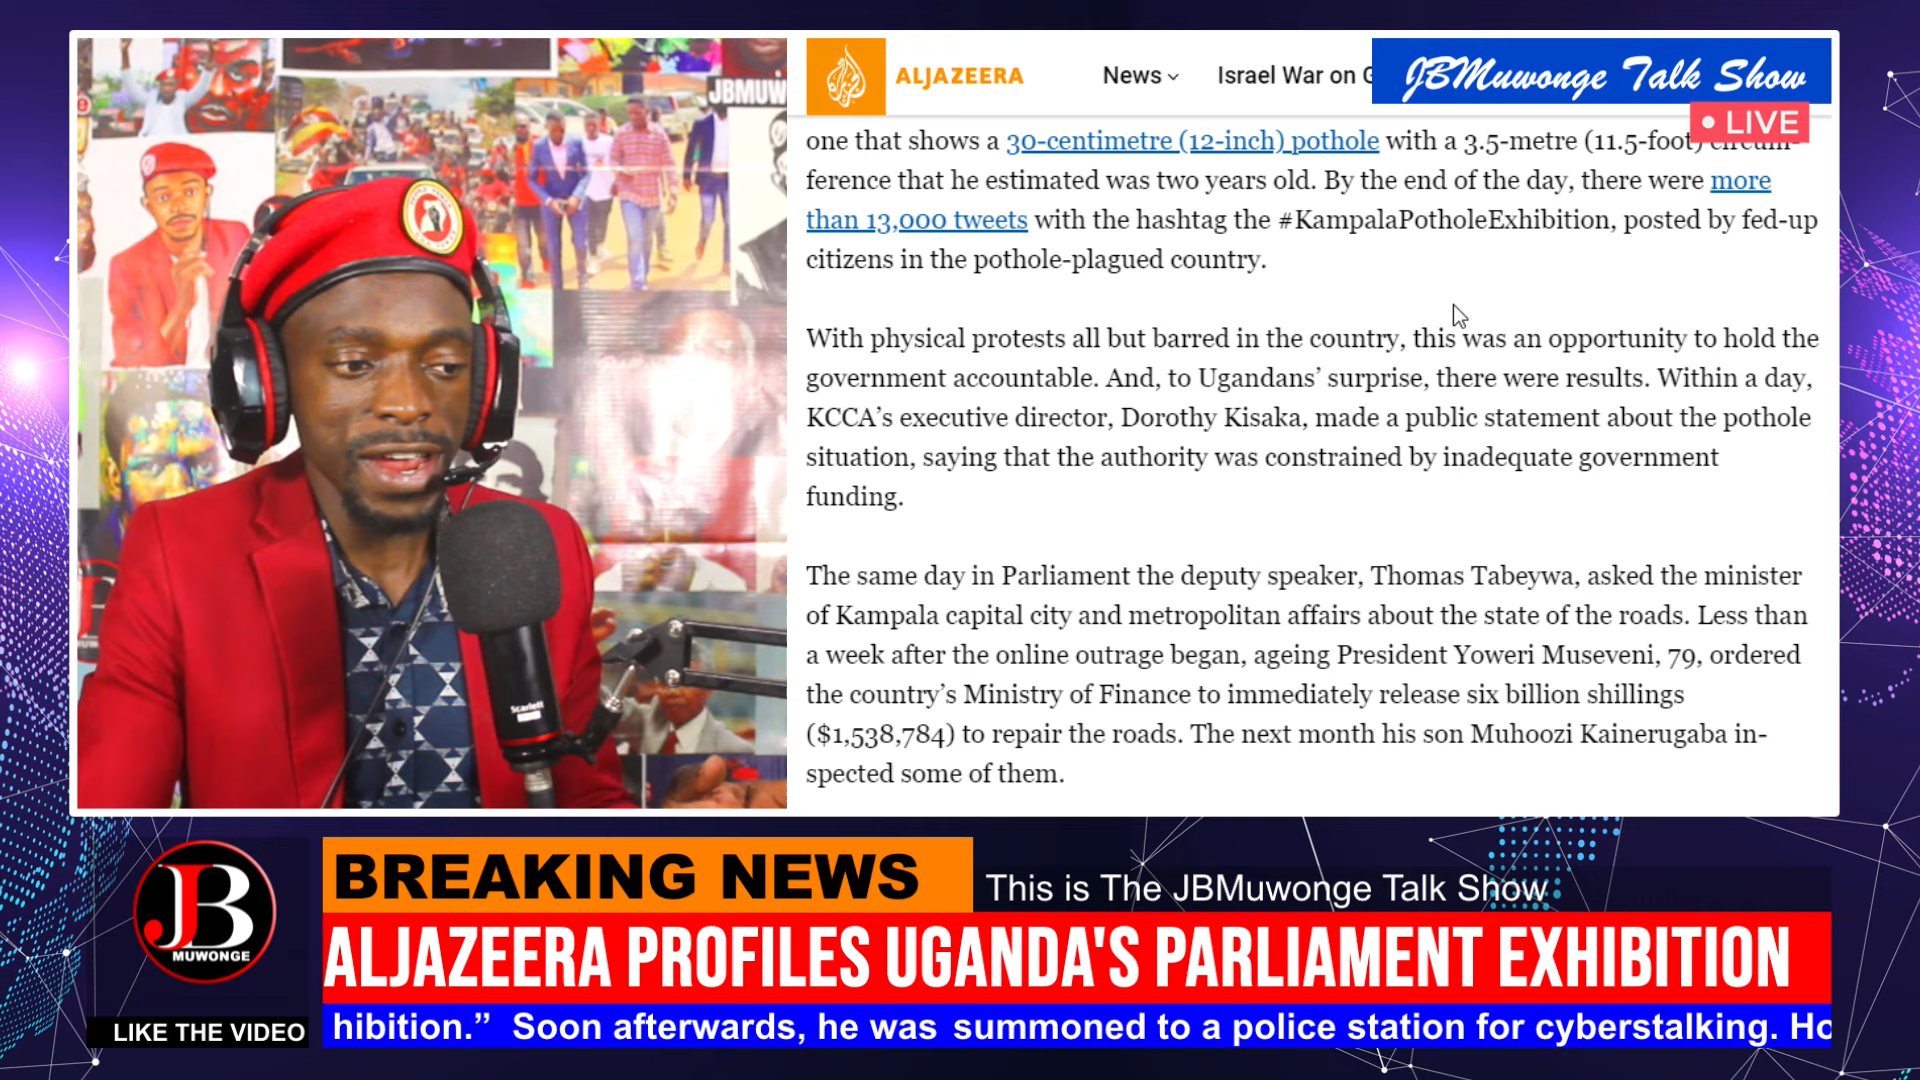 JBMUW
ALJAZEERA
News
Israel War on G
JBMuwonge Talk Show
LIVE
one that shows a 30-centimetre (12-inch) pothole with a 3.5-metre (11.5-foot) circum-
ference that he estimated was two years old. By the end of the day, there were more
than 13,000 tweets with the hashtag the #KampalaPotholeExhibition, posted by fed-up
citizens in the pothole-plagued country.
With physical protests all but barred in the country, this was an opportunity to hold the
government accountable. And, to Ugandans’ surprise, there were results. Within a day,
KCCA’s executive director, Dorothy Kisaka, made a public statement about the pothole
situation, saying that the authority was constrained by inadequate government
funding.
The same day in Parliament the deputy speaker, Thomas Tabeywa, asked the minister
of Kampala capital city and metropolitan affairs about the state of the roads. Less than
a week after the online outrage began, ageing President Yoweri Museveni, 79, ordered
the country’s Ministry of Finance to immediately release six billion shillings
($1,538,784) to repair the roads. The next month his son Muhoozi Kainerugaba in-
spected some of them.
Scarlett
JB
MUWONGE
LIKE THE VIDEO
BREAKING NEWS
This is The JBMuwonge Talk Show
ALJAZEERA PROFILES UGANDA'S PARLIAMENT EXHIBITION
hibition.” Soon afterwards, he was summoned to a police station for cyberstalking. Ho